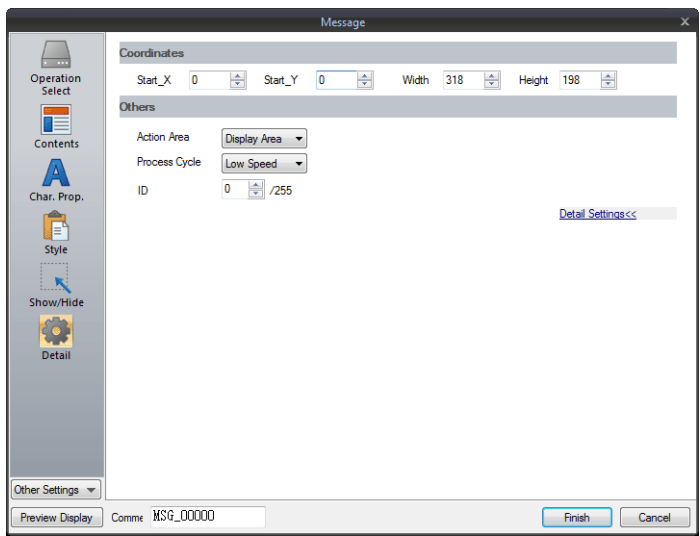 Message x
Operation
Select
Contents
Char. Prop.
Style
Show/Hide
Detail
Other Settings
Coordinates
Start_X 0 Start_Y 0 Width 318 Height 198
Others
Action Area Display Area
Process Cycle Low Speed
ID 0 /255
Detail Settings<<
Preview Display Comme MSG_00000 Finish Cancel